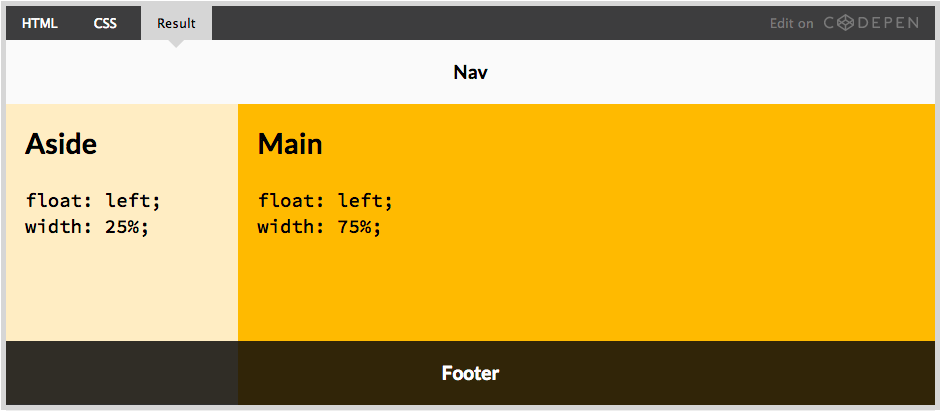 HTML CSS Result Edit on CODEPEN
Nav
Aside
float: left;
width: 25%;
Main
float: left;
width: 75%;
Footer